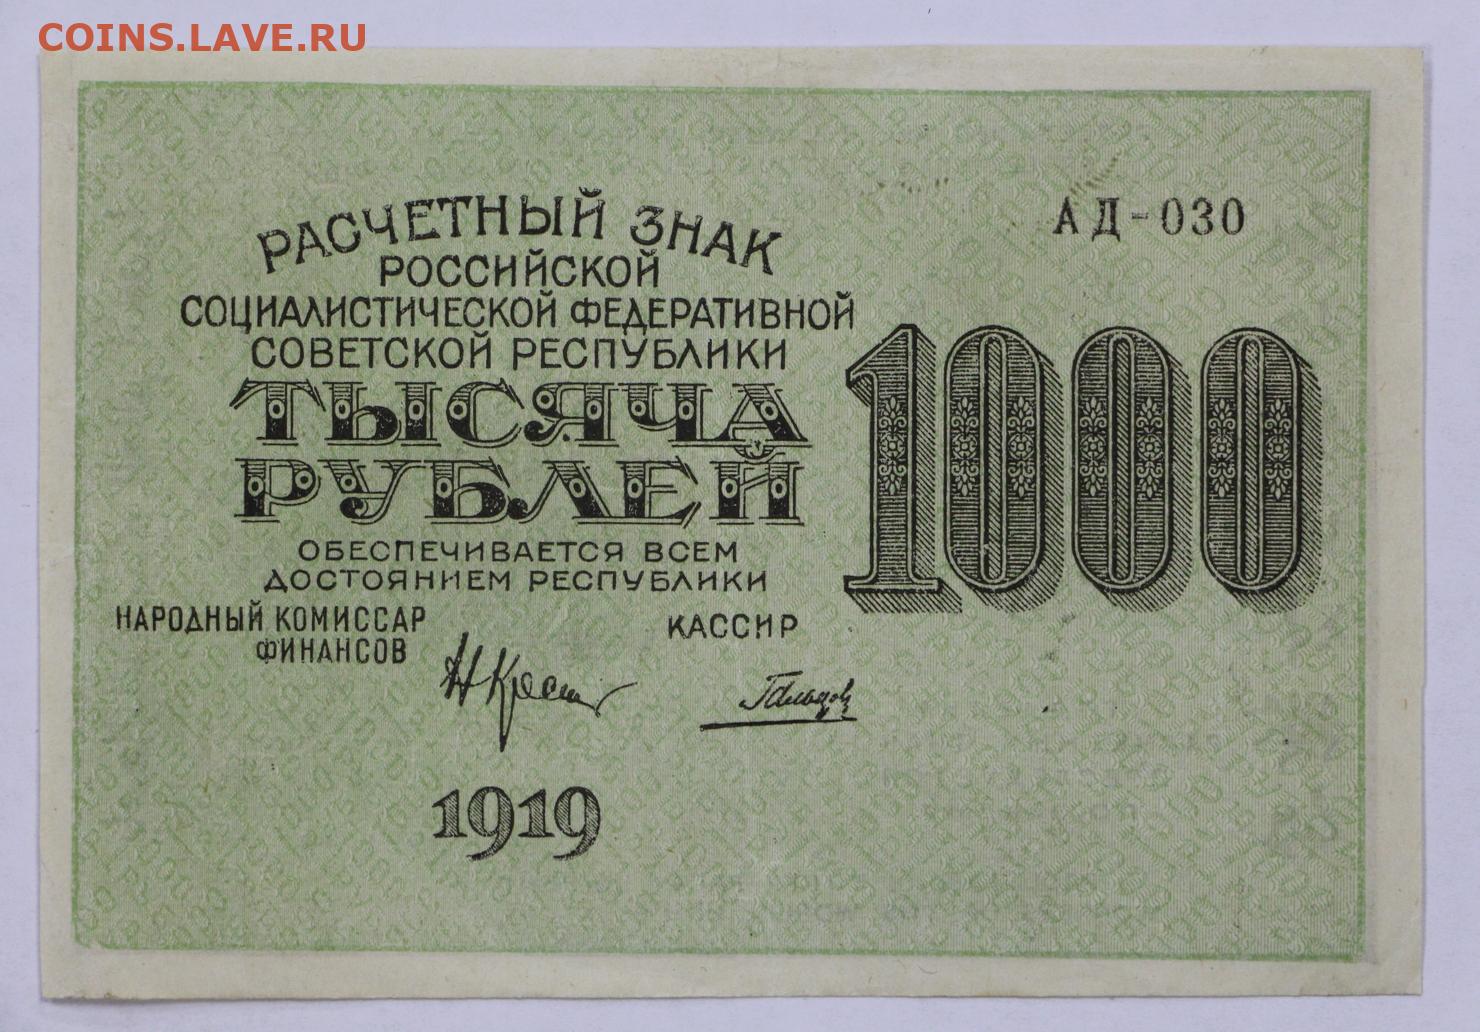 COINS.LAVE.RU
АД-030
РАСЧЕТНЫЙ ЗНАК
РОССИЙСКОЙ
СОЦИАЛИСТИЧЕСКОЙ ФЕДЕРАТИВНОЙ
СОВЕТСКОЙ РЕСПУБЛИКИ
ТЫСЯЧА
РУБЛЕЙ
1000
ОБЕСПЕЧИВАЕТСЯ ВСЕМ
ДОСТОЯНИЕМ РЕСПУБЛИКИ
НАРОДНЫЙ КОМИССАР
ФИНАНСОВ
КАССИР
1919